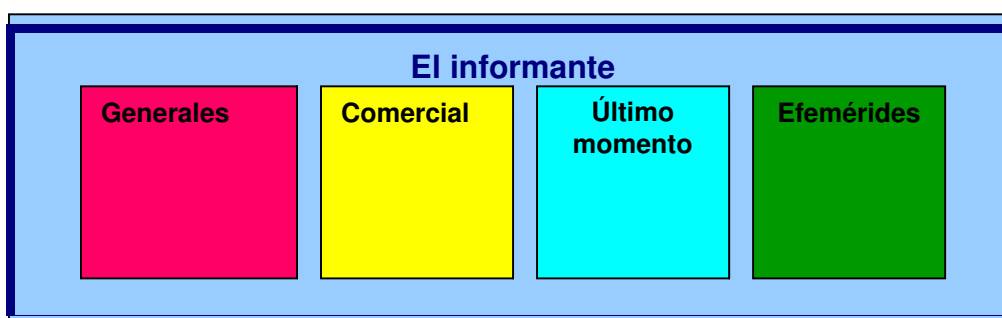 El informante
Generales
Comercial
Último
momento
Efemérides